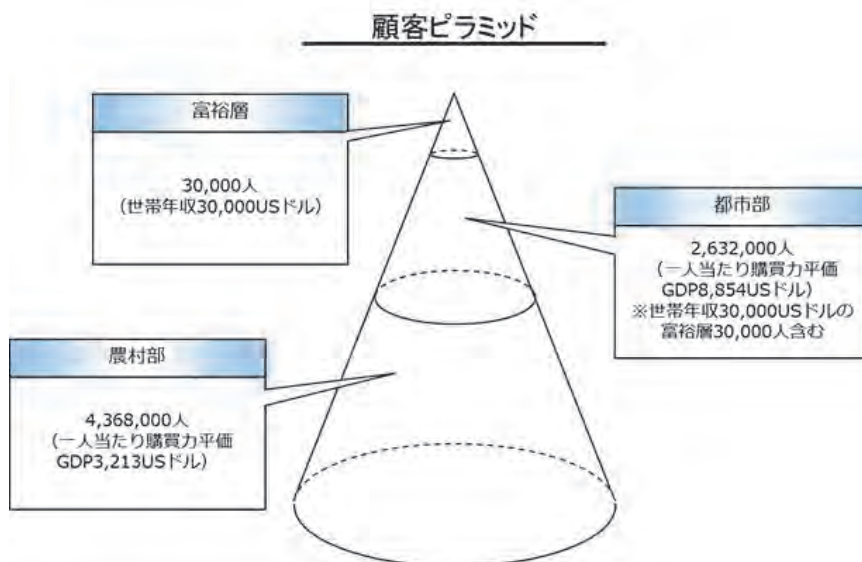 顧客ピラミッド
富裕層
30,000人
（世帯年収30,000USドル）
都市部
2,632,000人
（一人当たり購買力平価
GDP8,854USドル）
※世帯年収30,000USドルの
富裕層30,000人含む
農村部
4,368,000人
（一人当たり購買力平価
GDP3,213USドル）